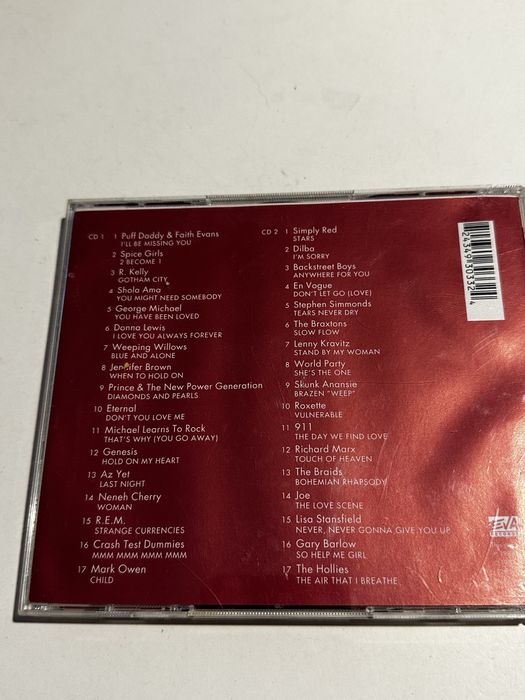 CD 1 1 Puff Daddy & Faith Evans
I'LL BE MISSING YOU
2 Spice Girls
2 BECOME 1
3 R. Kelly
GOTHAM CITY
4 Shola Ama
YOU MIGHT NEED SOMEBODY
5 George Michael
YOU HAVE BEEN LOVED
6 Donna Lewis
I LOVE YOU ALWAYS FOREVER
7 Weeping Willows
BLUE AND ALONE
8 Jennifer Brown
WHEN TO HOLD ON
9 Prince & The New Power Generation
DIAMONDS AND PEARLS
10 Eternal
DON'T YOU LOVE ME
11 Michael Learns To Rock
THAT'S WHY (YOU GO AWAY)
12 Genesis
HOLD ON MY HEART
13 Az Yet
LAST NIGHT
14 Neneh Cherry
WOMAN
15 R.E.M.
STRANGE CURRENCIES
16 Crash Test Dummies
MMM MMM MMM MMM
17 Mark Owen
CHILD
CD 2 1 Simply Red
STARS
2 Dilba
I'M SORRY
3 Backstreet Boys
ANYWHERE FOR YOU
4 En Vogue
DON'T LET GO (LOVE)
5 Stephen Simmonds
TEARS NEVER DRY
6 The Braxtons
SLOW FLOW
7 Lenny Kravitz
STAND BY MY WOMAN
8 World Party
SHE'S THE ONE
9 Skunk Anansie
BRAZEN "WEEP"
10 Roxette
VULNERABLE
11 911
THE DAY WE FIND LOVE
12 Richard Marx
TOUCH OF HEAVEN
13 The Braids
BOHEMIAN RHAPSODY
14 Joe
THE LOVE SCENE
15 Lisa Stansfield
NEVER, NEVER GONNA GIVE YOU UP
16 Gary Barlow
SO HELP ME GIRL
17 The Hollies
THE AIR THAT I BREATHE
EVA
RECORDS